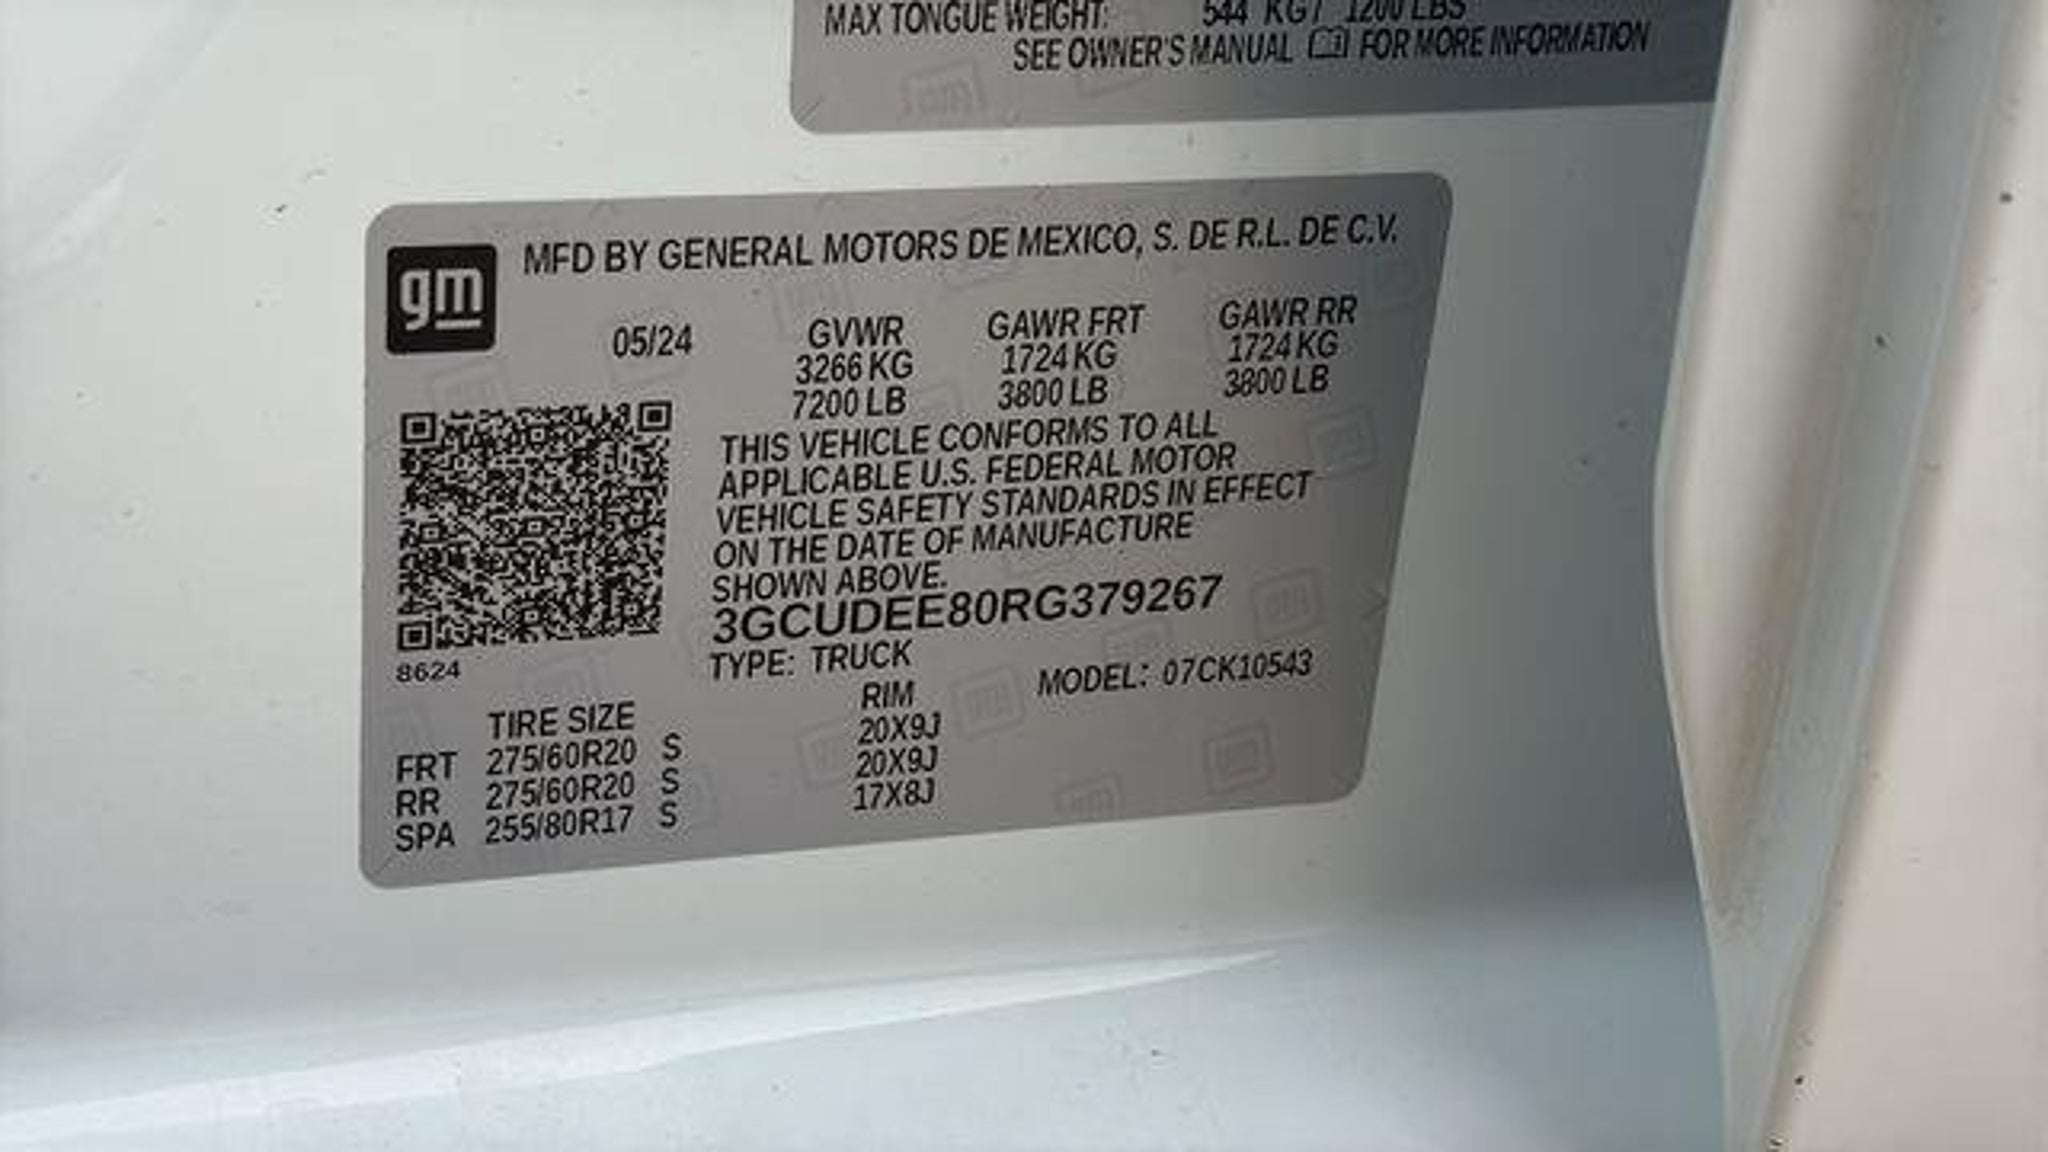 MAX TONGUE WEIGHT: 544 KG / 1200 LBS
SEE OWNER'S MANUAL FOR MORE INFORMATION
gm
MFD BY GENERAL MOTORS DE MEXICO, S. DE R.L. DE C.V.
05/24 GVWR GAWR FRT GAWR RR
3266 KG 1724 KG 1724 KG
7200 LB 3800 LB 3800 LB
THIS VEHICLE CONFORMS TO ALL
APPLICABLE U.S. FEDERAL MOTOR
VEHICLE SAFETY STANDARDS IN EFFECT
ON THE DATE OF MANUFACTURE
SHOWN ABOVE.
3GCUDEE80RG379267
8624
TYPE: TRUCK MODEL: 07CK10543
TIRE SIZE RIM
FRT 275/60R20 S 20X9J
RR 275/60R20 S 20X9J
SPA 255/80R17 S 17X8J